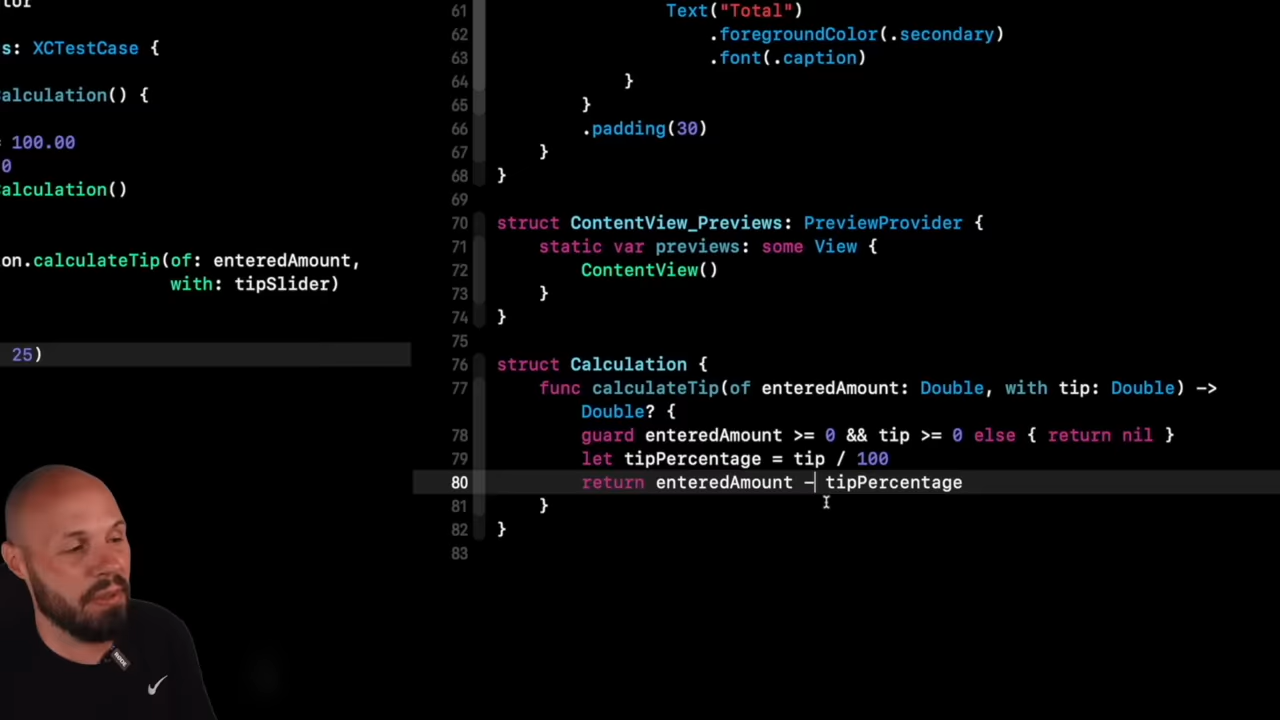 tor
s: XCTestCase {
alculation() {
= 100.00
0
alculation()
on.calculateTip(of: enteredAmount,
with: tipSlider)
25)
61 Text("Total")
62 .foregroundColor(.secondary)
63 .font(.caption)
64 }
65 }
66 .padding(30)
67 }
68 }
69
70 struct ContentView_Previews: PreviewProvider {
71 static var previews: some View {
72 ContentView()
73 }
74 }
75
76 struct Calculation {
77 func calculateTip(of enteredAmount: Double, with tip: Double) ->
Double? {
78 guard enteredAmount >= 0 && tip >= 0 else { return nil }
79 let tipPercentage = tip / 100
80 return enteredAmount - tipPercentage
81 }
82 }
83